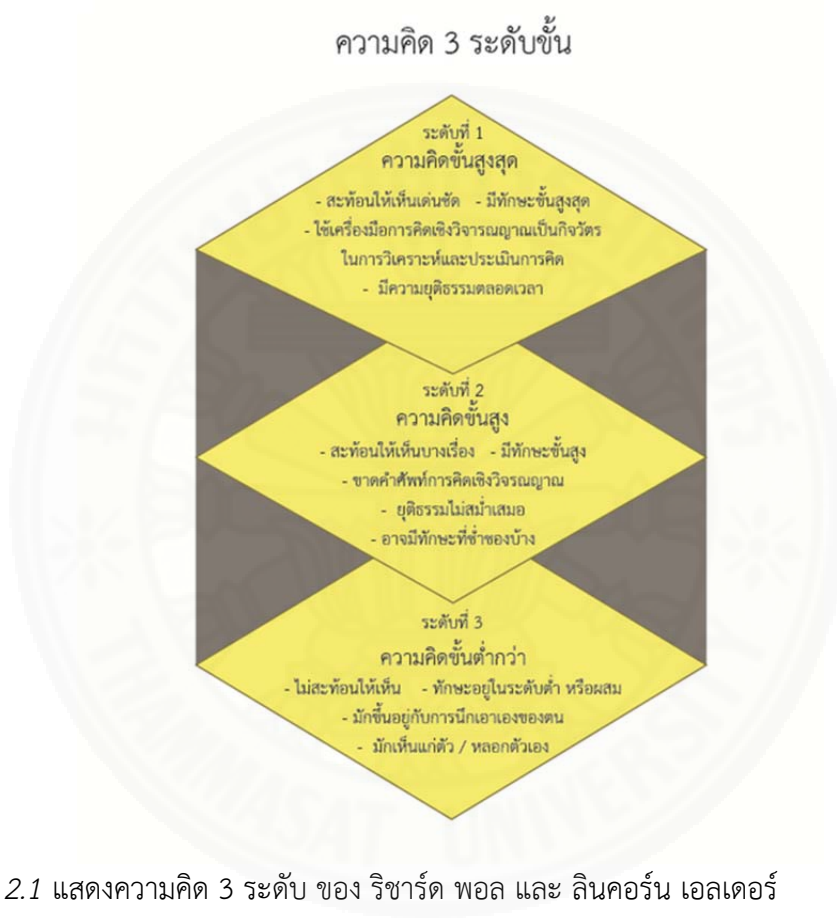 ความคิด 3 ระดับขั้น
ระดับที่ 1
ความคิดขั้นสูงสุด
- สะท้อนให้เห็นเด่นชัด - มีทักษะขั้นสูงสุด
- ใช้เครื่องมือการคิดเชิงวิจารณญาณเป็นกิจวัตร
ในการวิเคราะห์และประเมินการคิด
- มีความยุติธรรมตลอดเวลา
ระดับที่ 2
ความคิดขั้นสูง
- สะท้อนให้เห็นบางเรื่อง - มีทักษะขั้นสูง
- ขาดคำศัพท์การคิดเชิงวิจรณญาณ
- ยุติธรรมไม่สม่ำเสมอ
- อาจมีทักษะที่ช่ำชองบ้าง
ระดับที่ 3
ความคิดขั้นต่ำกว่า
- ไม่สะท้อนให้เห็น - ทักษะอยู่ในระดับต่ำ หรือผสม
- มักขึ้นอยู่กับการนึกเอาเองของตน
- มักเห็นแก่ตัว / หลอกตัวเอง
THAMMASAT UNIVERSITY
2.1 แสดงความคิด 3 ระดับ ของ ริชาร์ด พอล และ ลินคอร์น เอลเดอร์